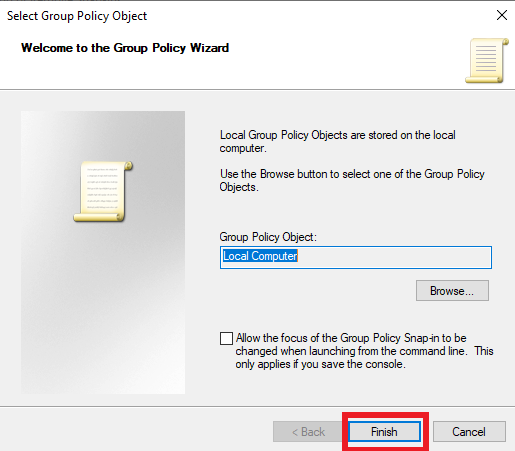 Select Group Policy Object
Welcome to the Group Policy Wizard
Local Group Policy Objects are stored on the local
computer.
Use the Browse button to select one of the Group Policy
Objects.
Group Policy Object:
Local Computer
Browse...
Allow the focus of the Group Policy Snap-in to be
changed when launching from the command line. This
only applies if you save the console.
< Back
Finish
Cancel